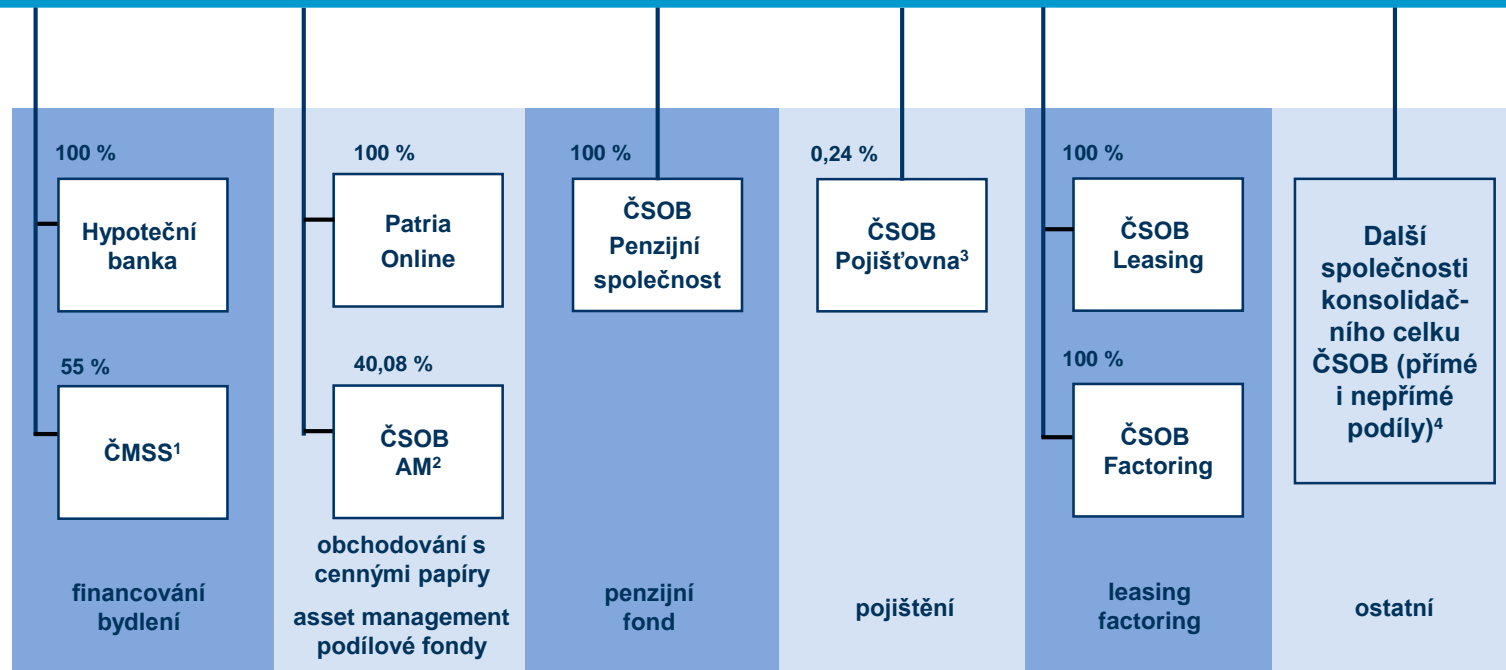 100 %
Hypoteční
banka
55 %
ČMSS¹
financování
bydlení
100 %
Patria
Online
40,08 %
ČSOB
AM²
obchodování s
cennými papíry
asset management
podílové fondy
100 %
ČSOB
Penzijní
společnost
penzijní
fond
0,24 %
ČSOB
Pojišťovna³
pojištění
100 %
ČSOB
Leasing
100 %
ČSOB
Factoring
leasing
factoring
Další
společnosti
konsolidač-
ního celku
ČSOB (přímé
i nepřímé
podíly)⁴
ostatní